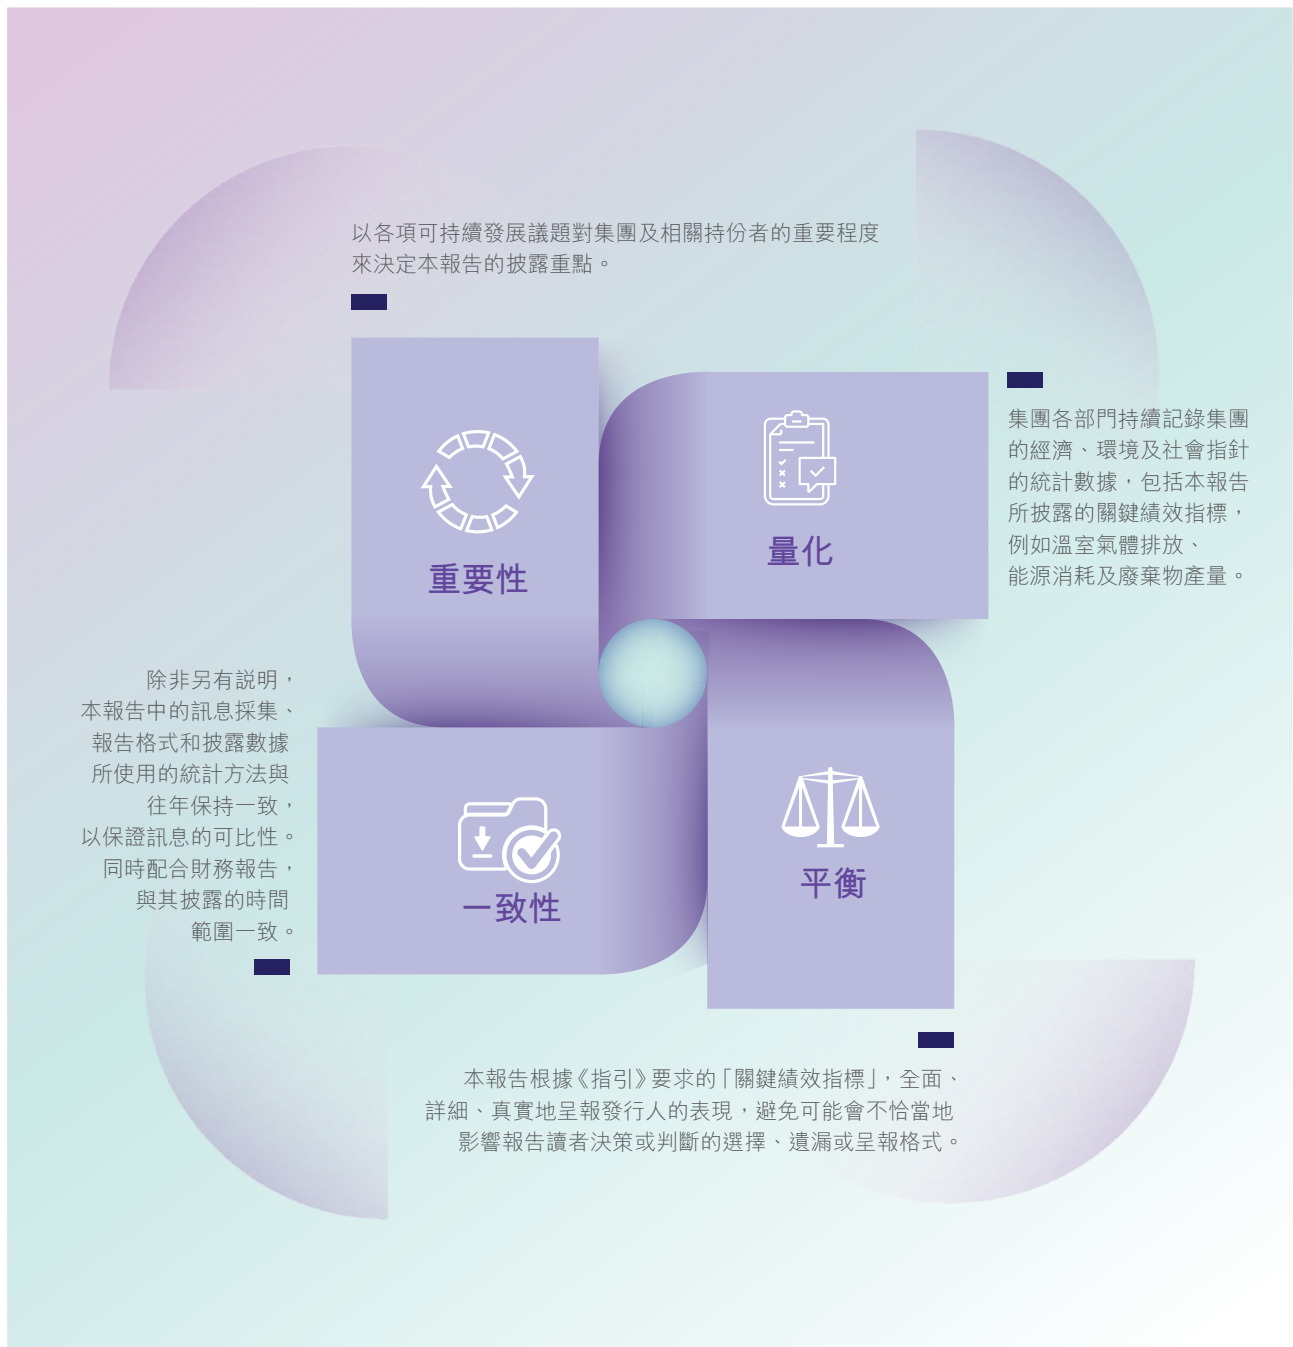 以各項可持續發展議題對集團及相關持份者的重要程度
來決定本報告的披露重點。
重要性
量化
集團各部門持續記錄集團
的經濟、環境及社會指針
的統計數據，包括本報告
所披露的關鍵績效指標，
例如溫室氣體排放、
能源消耗及廢棄物產量。
除非另有説明，
本報告中的訊息採集、
報告格式和披露數據
所使用的統計方法與
往年保持一致，
以保證訊息的可比性。
同時配合財務報告，
與其披露的時間
範圍一致。
一致性
平衡
本報告根據《指引》要求的「關鍵績效指標」，全面、
詳細、真實地呈報發行人的表現，避免可能會不恰當地
影響報告讀者決策或判斷的選擇、遺漏或呈報格式。